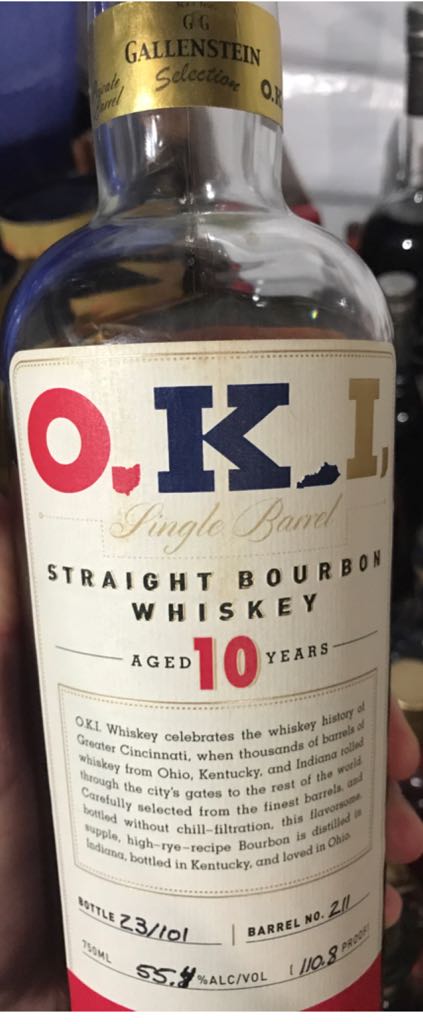 G G
GALLENSTEIN
Private Barrel
Selection
O.K
O.K.I.
Single Barrel
STRAIGHT BOURBON
WHISKEY
AGED 10 YEARS
O.K.I. Whiskey celebrates the whiskey history of
Greater Cincinnati, when thousands of barrels of
whiskey from Ohio, Kentucky, and Indiana rolled
through the city's gates to the rest of the world.
Carefully selected from the finest barrels, and
bottled without chill-filtration, this flavorsome,
supple, high-rye-recipe Bourbon is distilled in
Indiana, bottled in Kentucky, and loved in Ohio.
BOTTLE 23/101 | BARREL NO. 211
750ML 55.4 %ALC/VOL ( 110.8 PROOF)